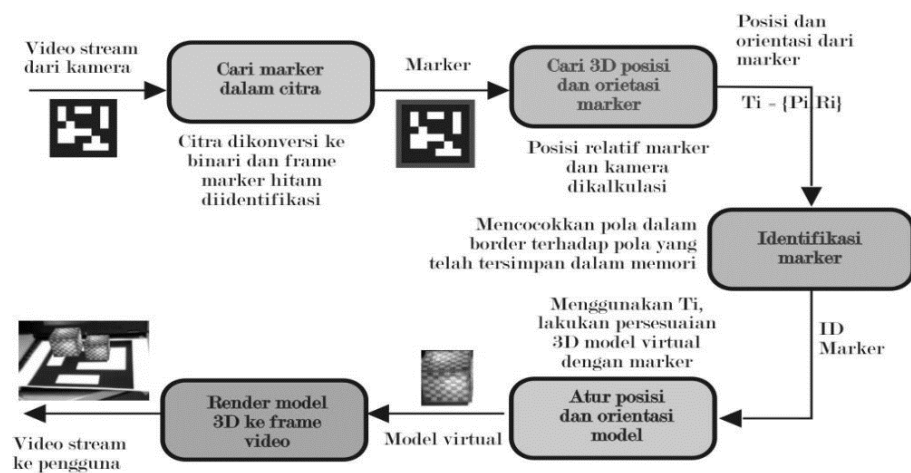 Video stream
dari kamera
Cari marker
dalam citra
Citra dikonversi ke
binari dan frame
marker hitam
diidentifikasi
Marker
Cari 3D posisi
dan orietasi
marker
Posisi relatif marker
dan kamera
dikalkulasi
Posisi dan
orientasi dari
marker
Ti - {Pi,Ri}
Identifikasi
marker
Mencocokkan pola dalam
border terhadap pola yang
telah tersimpan dalam memori
ID
Marker
Menggunakan Ti,
lakukan persesuaian
3D model virtual
dengan marker
Atur posisi
dan orientasi
model
Model virtual
Render model
3D ke frame
video
Video stream
ke pengguna